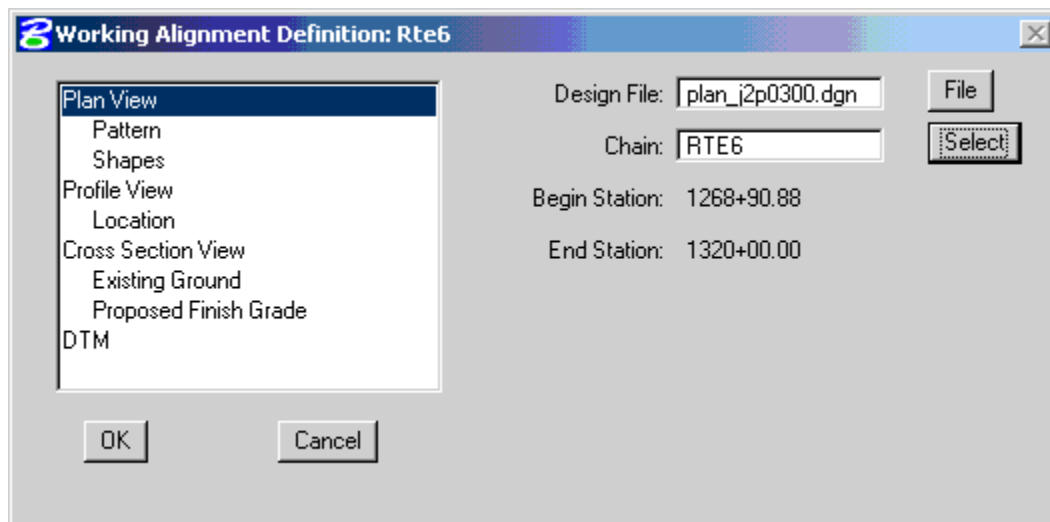 Working Alignment Definition: Rte6
Plan View
Pattern
Shapes
Profile View
Location
Cross Section View
Existing Ground
Proposed Finish Grade
DTM
Design File: plan_j2p0300.dgn File
Chain: RTE6 Select
Begin Station: 1268+90.88
End Station: 1320+00.00
OK Cancel